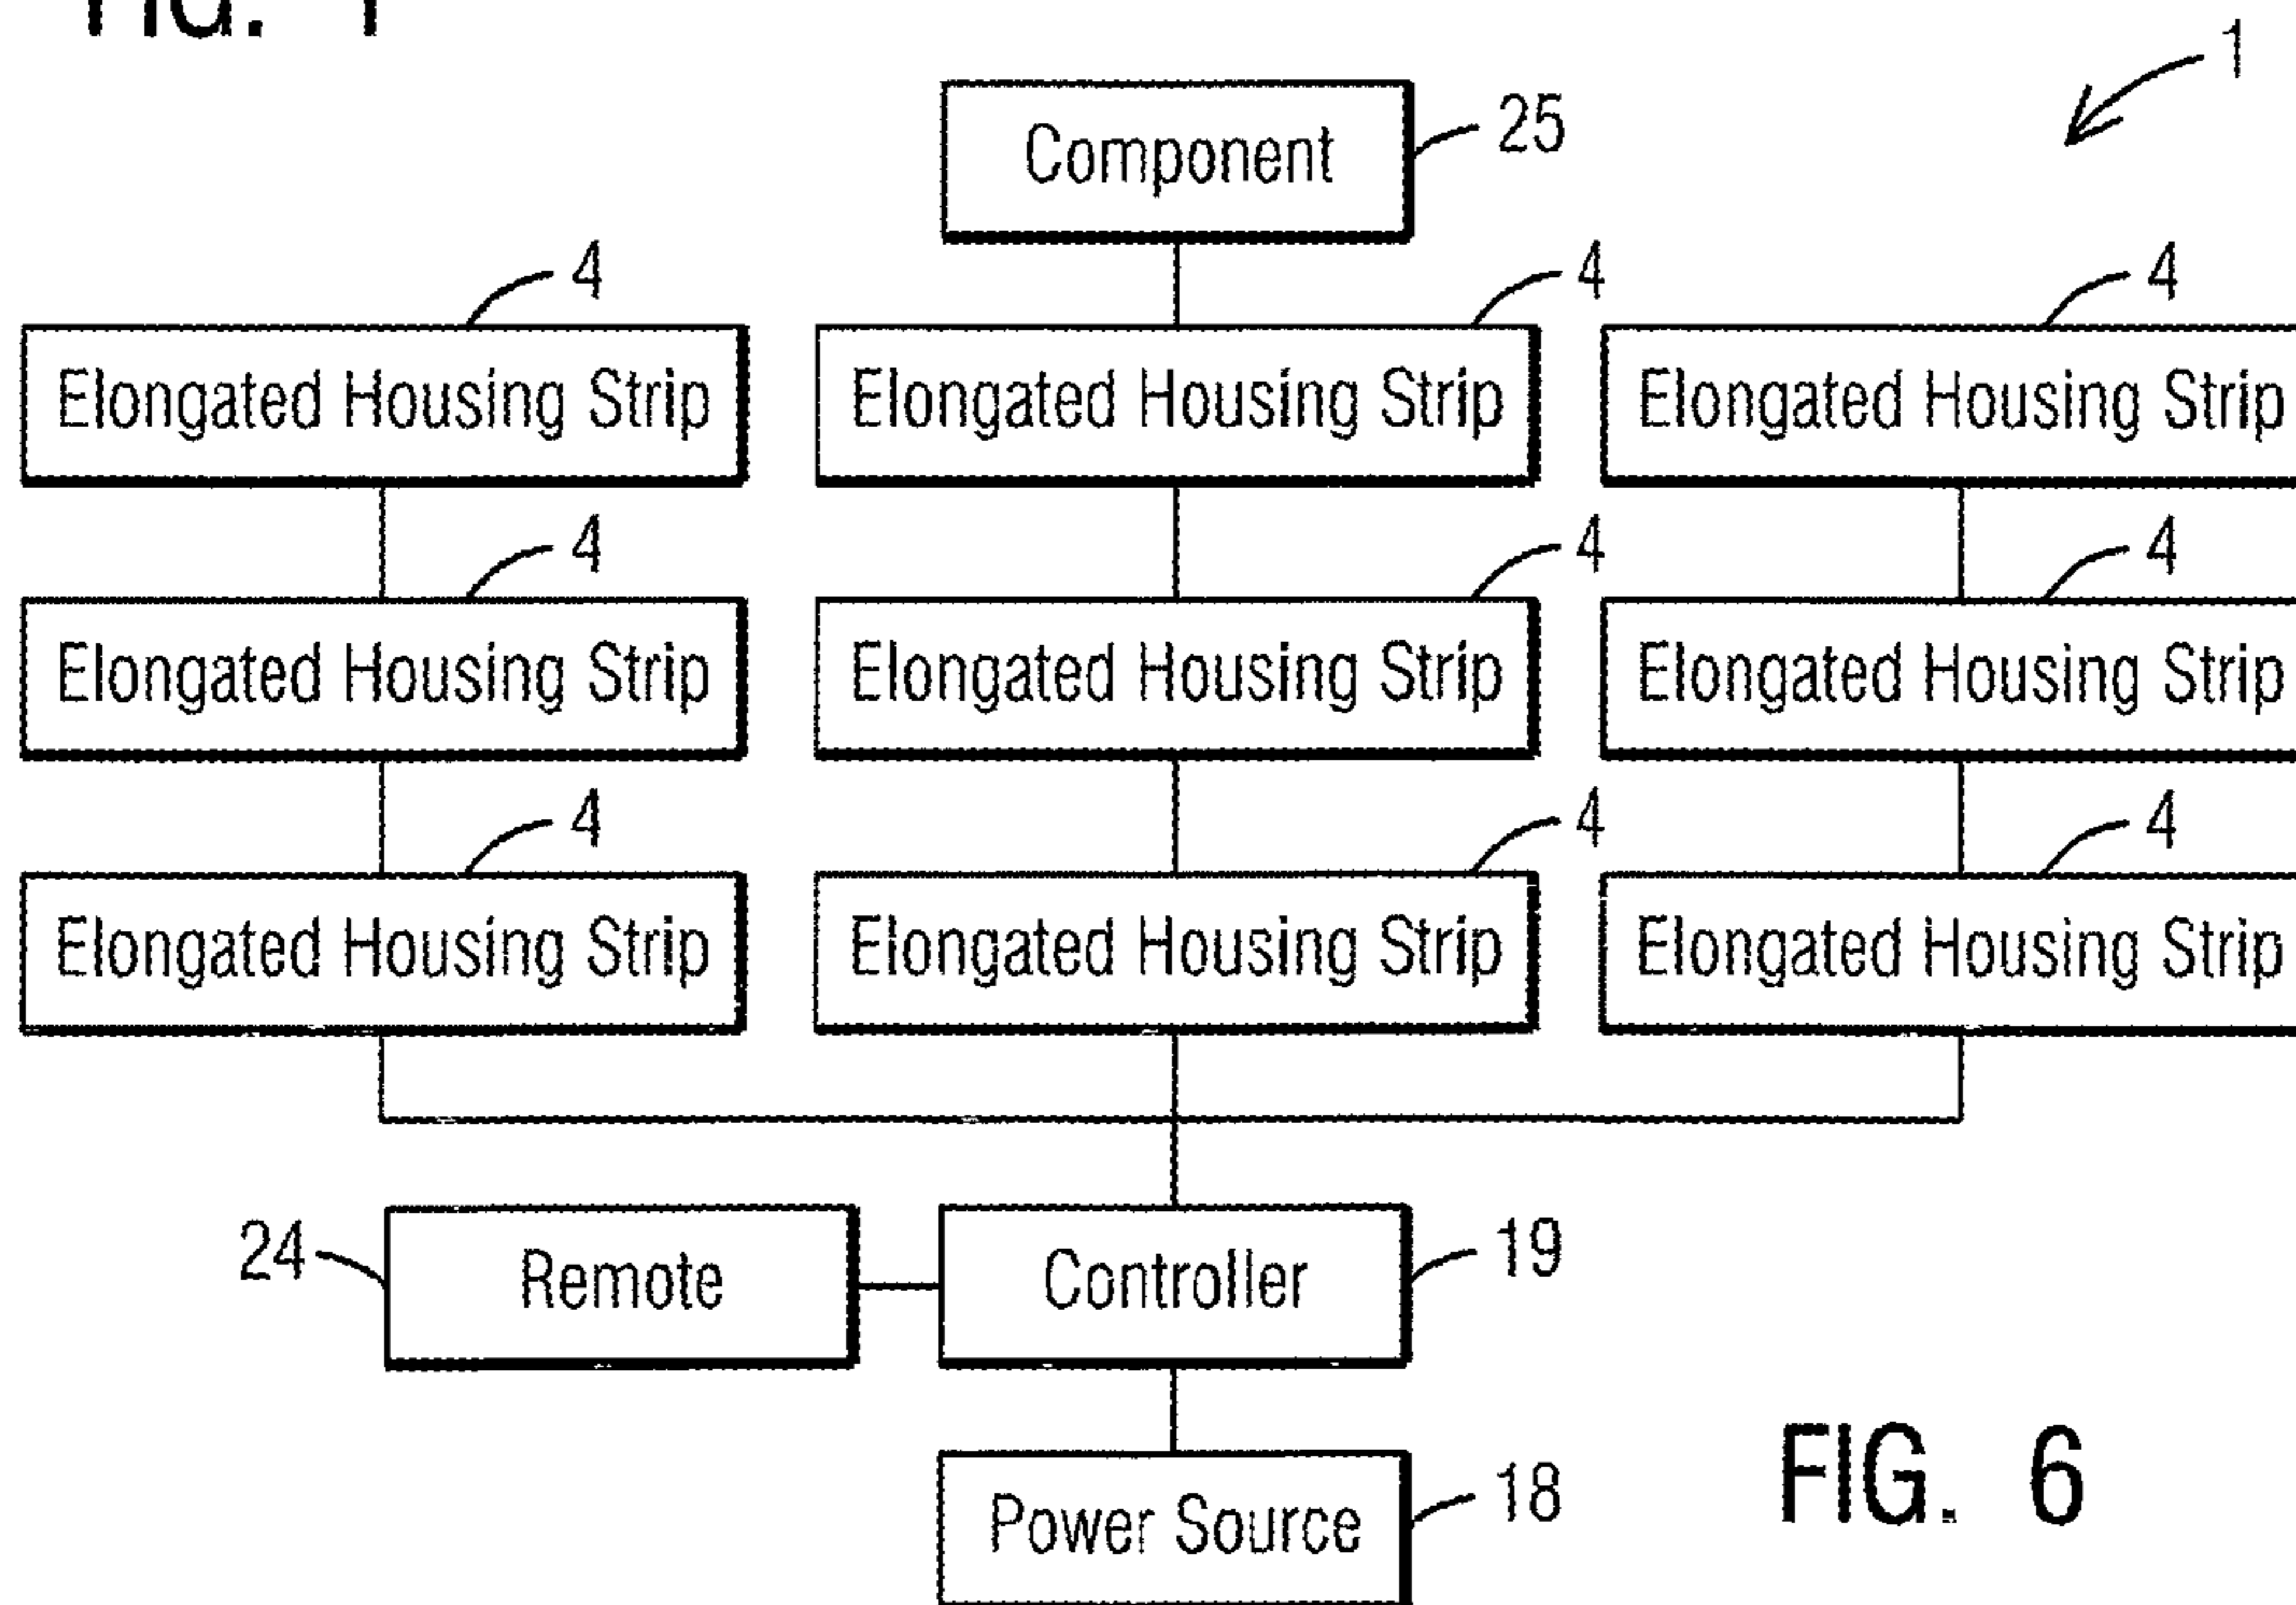 FIG. 1
1
Component
25
4
4
4
Elongated Housing Strip
Elongated Housing Strip
Elongated Housing Strip
4
4
4
Elongated Housing Strip
Elongated Housing Strip
Elongated Housing Strip
4
4
4
Elongated Housing Strip
Elongated Housing Strip
Elongated Housing Strip
24
Remote
Controller
19
Power Source
18
FIG. 6